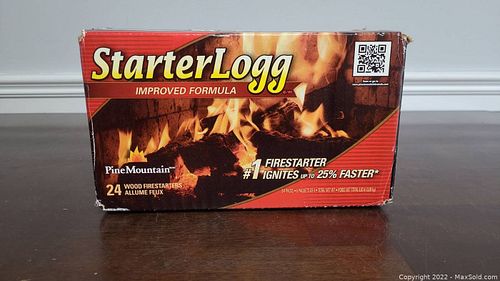 StarterLogg
IMPROVED FORMULA
PineMountain
24 WOOD FIRESTARTERS
ALLUME FEUX
#1 FIRESTARTER
IGNITES UP TO 25% FASTER*
Copyright 2022 - MaxSold.com